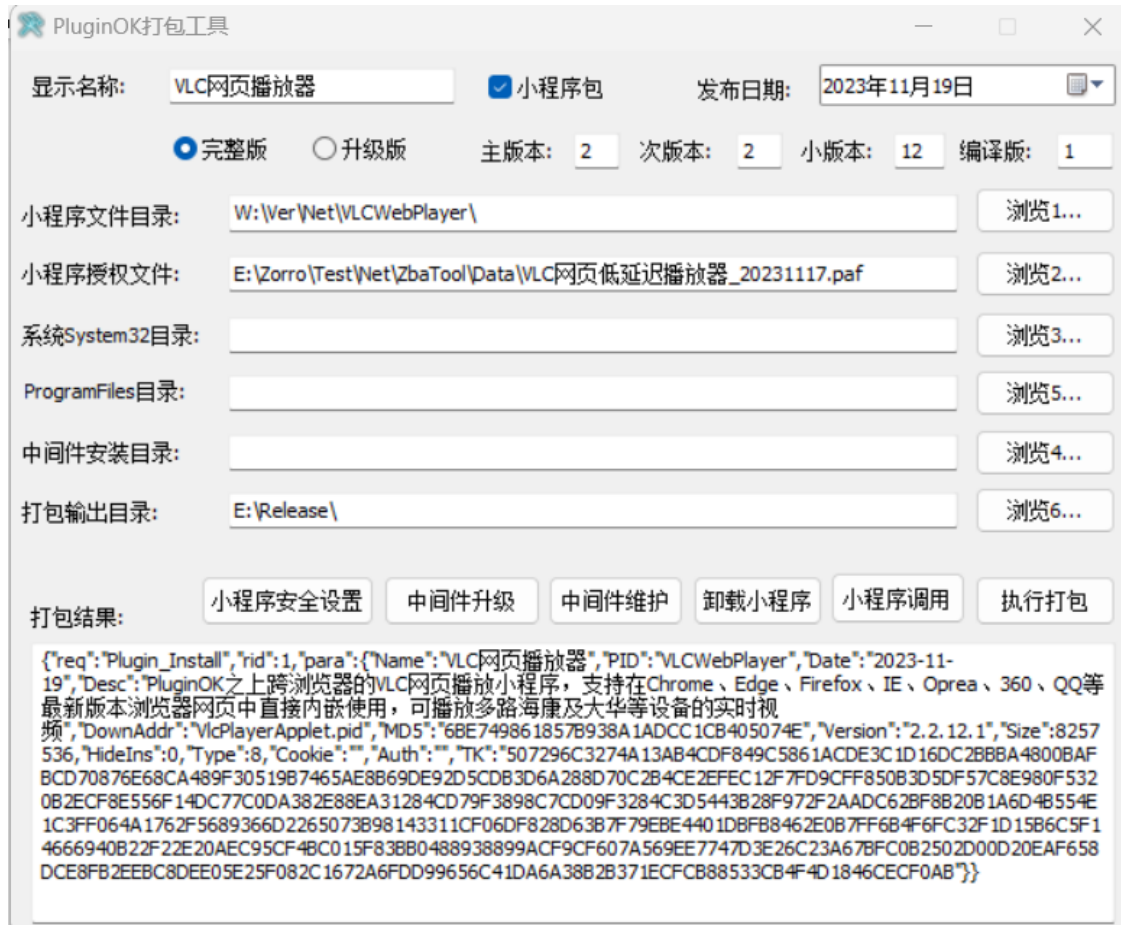 PluginOK打包工具
显示名称: VLC网页播放器 小程序包 发布日期: 2023年11月19日
完整版 升级版 主版本: 2 次版本: 2 小版本: 12 编译版: 1
小程序文件目录: W:\Ver\Net\VLCWebPlayer\ 浏览1...
小程序授权文件: E:\Zorro\Test\Net\ZbaTool\Data\VLC网页低延迟播放器_20231117.paf 浏览2...
系统System32目录: 浏览3...
ProgramFiles目录: 浏览5...
中间件安装目录: 浏览4...
打包输出目录: E:\Release\ 浏览6...
打包结果: 小程序安全设置 中间件升级 中间件维护 卸载小程序 小程序调用 执行打包
{"req":"Plugin_Install","rid":1,"para":{"Name":"VLC网页播放器","PID":"VLCWebPlayer","Date":"2023-11-
19","Desc":"PluginOK之上跨浏览器的VLC网页播放小程序，支持在Chrome、Edge、Firefox、IE、Oprea、360、QQ等
最新版本浏览器网页中直接内嵌使用，可播放多路海康及大华等设备的实时视
频","DownAddr":"VlcPlayerApplet.pid","MD5":"6BE749861857B938A1ADCC1CB405074E","Version":"2.2.12.1","Size":8257
536,"HideIns":0,"Type":8,"Cookie":"","Auth":"","TK":"507296C3274A13AB4CDF849C5861ACDE3C1D16DC2BBBA4800BAF
BCD70876E68CA489F30519B7465AE8B69DE92D5CDB3D6A288D70C2B4CE2EFEC12F7FD9CFF850B3D5DF57C8E980F532
0B2ECF8E556F14DC77C0DA382E88EA31284CD79F3898C7CD09F3284C3D5443B28F972F2AADC62BF8B20B1A6D4B554E
1C3FF064A1762F5689366D2265073B98143311CF06DF828D63B7F79EBE4401DBFB8462E0B7FF6B4F6FC32F1D15B6C5F1
4666940B22F22E20AEC95CF4BC015F83BB0488938899ACF9CF607A569EE7747D3E26C23A67BFC0B2502D00D20EAF658
DCE8FB2EEBC8DEE05E25F082C1672A6FDD99656C41DA6A38B2B371ECFCB88533CB4F4D1846CECF0AB"}}